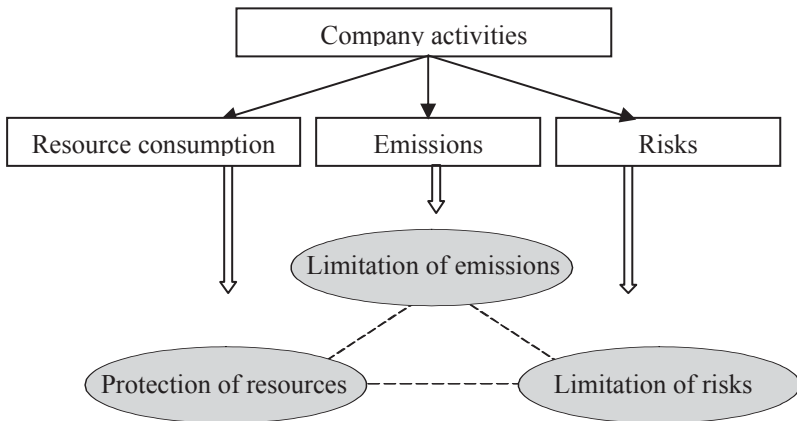 Company activities
Resource consumption
Emissions
Risks
Limitation of emissions
Protection of resources
Limitation of risks